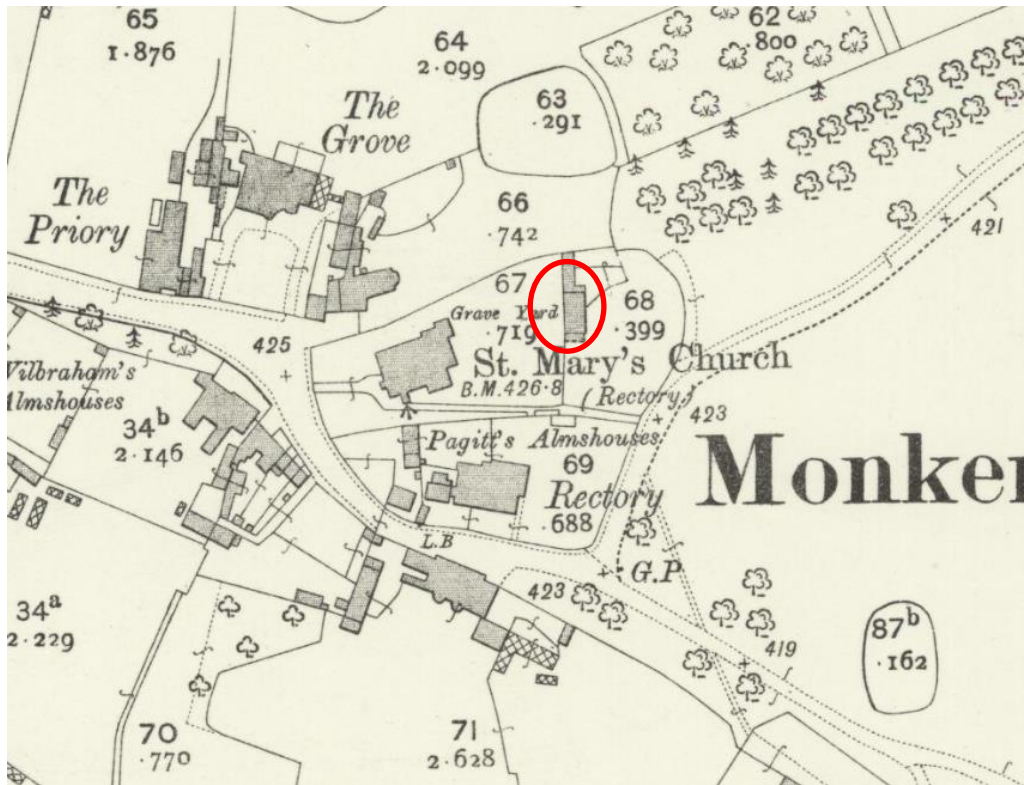 65
1·876
64
2·099
62
·800
63
·291
The
Grove
The
Priory
66
·742
421
67
68
Grave Yard
·719
·399
425
St. Mary's Church
B.M. 426·8
(Rectory)
423
Wilbraham's
Almshouses
34b
2·146
Pagitt's Almshouses
69
Rectory
·688
Monken
L.B
G.P
423
34a
2·229
87b
·162
419
70
·770
71
2·628